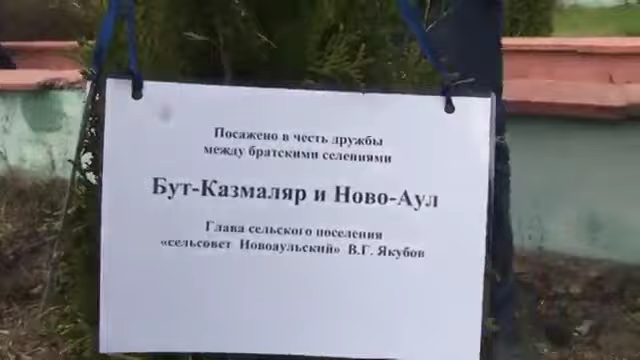 Посажено в честь дружбы
между братскими селениями
Бут-Казмаляр и Ново-Аул
Глава сельского поселения
«сельсовет Новоаульский» В.Г. Якубов